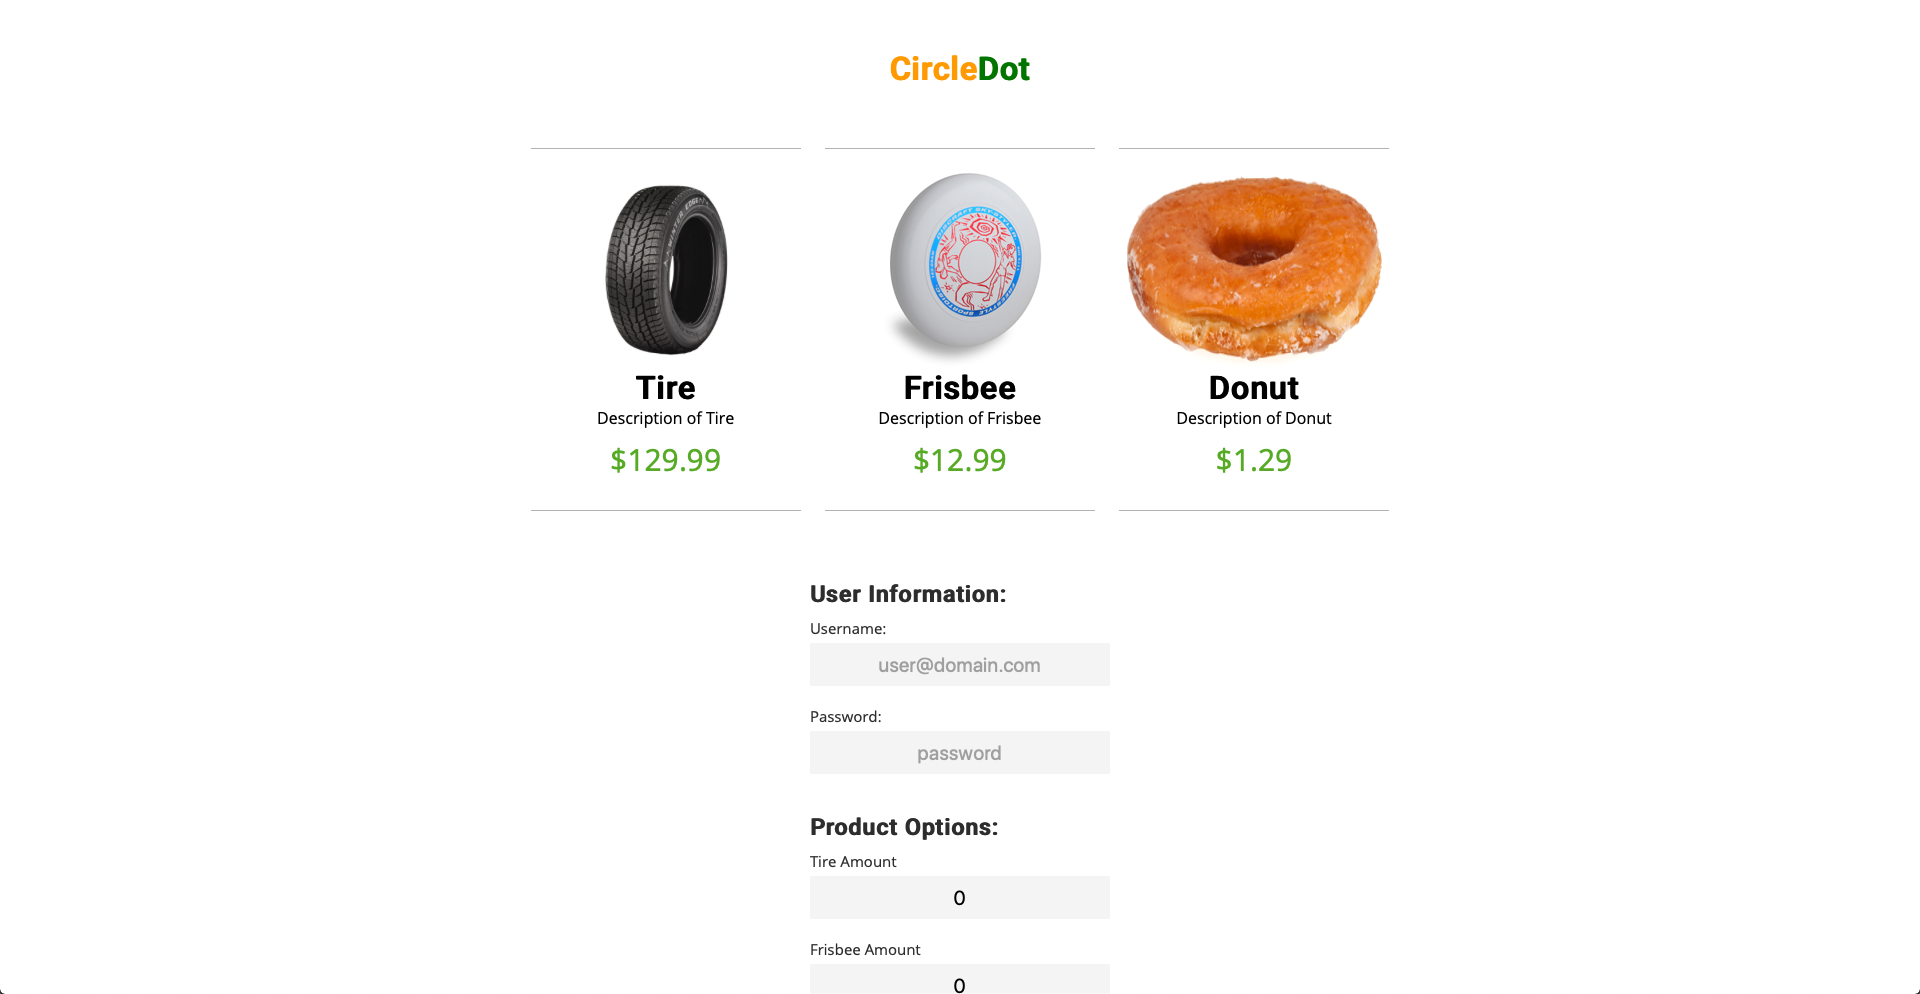 CircleDot
Tire
Description of Tire
$129.99
Frisbee
Description of Frisbee
$12.99
Donut
Description of Donut
$1.29
User Information:
Username:
user@domain.com
Password:
password
Product Options:
Tire Amount
0
Frisbee Amount
0